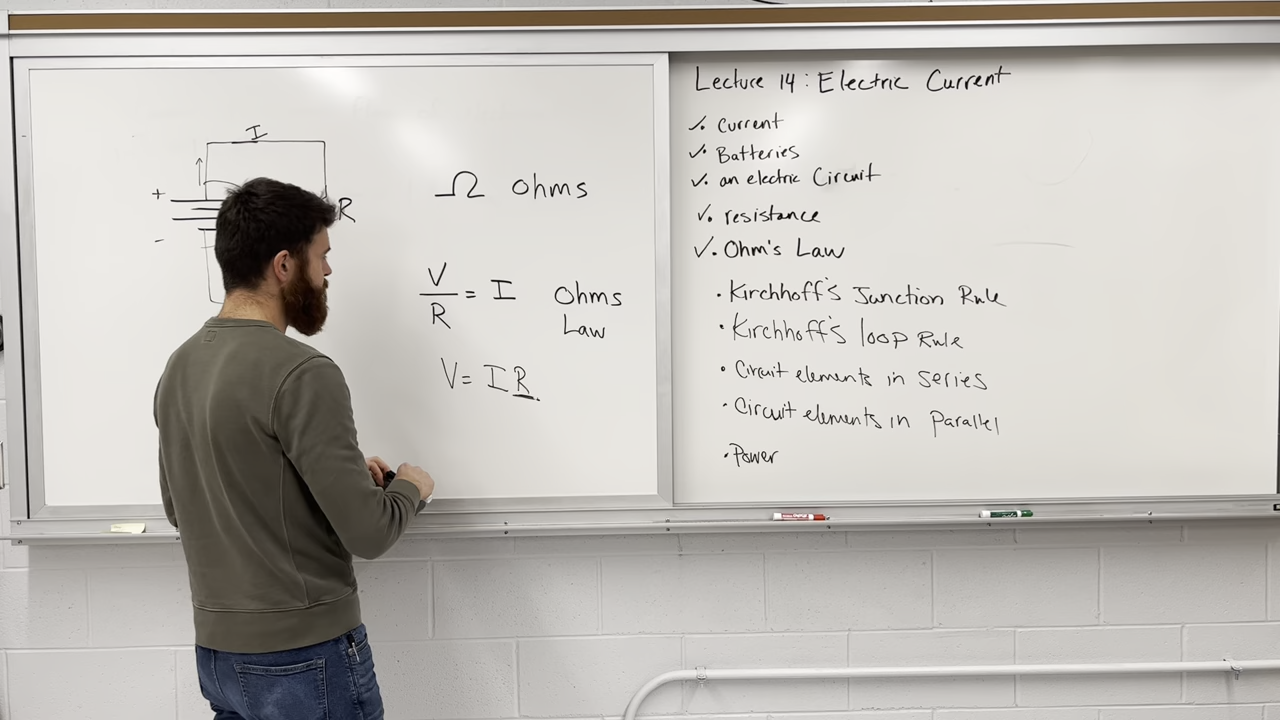 I
+
-
R
Ω ohms
V
R
= I
Ohms
Law
V = IR.
Lecture 14: Electric Current
✓. Current
✓. Batteries
✓. an electric Circuit
✓. resistance
✓. Ohm's Law
. Kirchhoff's Junction Rule
. Kirchhoff's loop Rule
. Circuit elements in series
. Circuit elements in Parallel
. Power